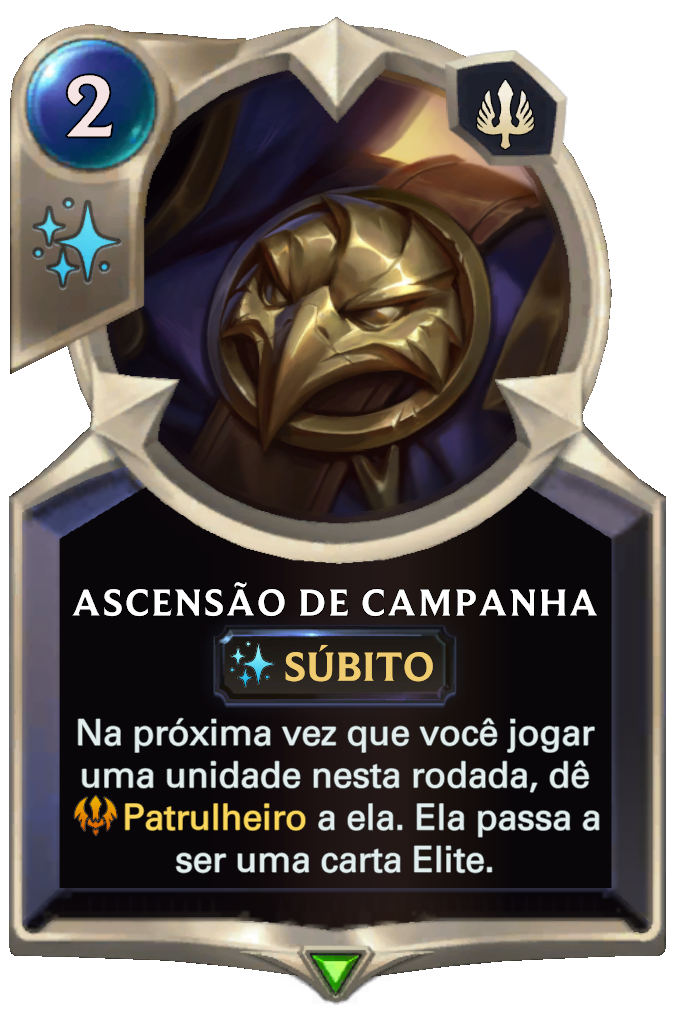 2
ASCENSÃO DE CAMPANHA
SÚBITO
Na próxima vez que você jogar
uma unidade nesta rodada, dê
Patrulheiro a ela. Ela passa a
ser uma carta Elite.